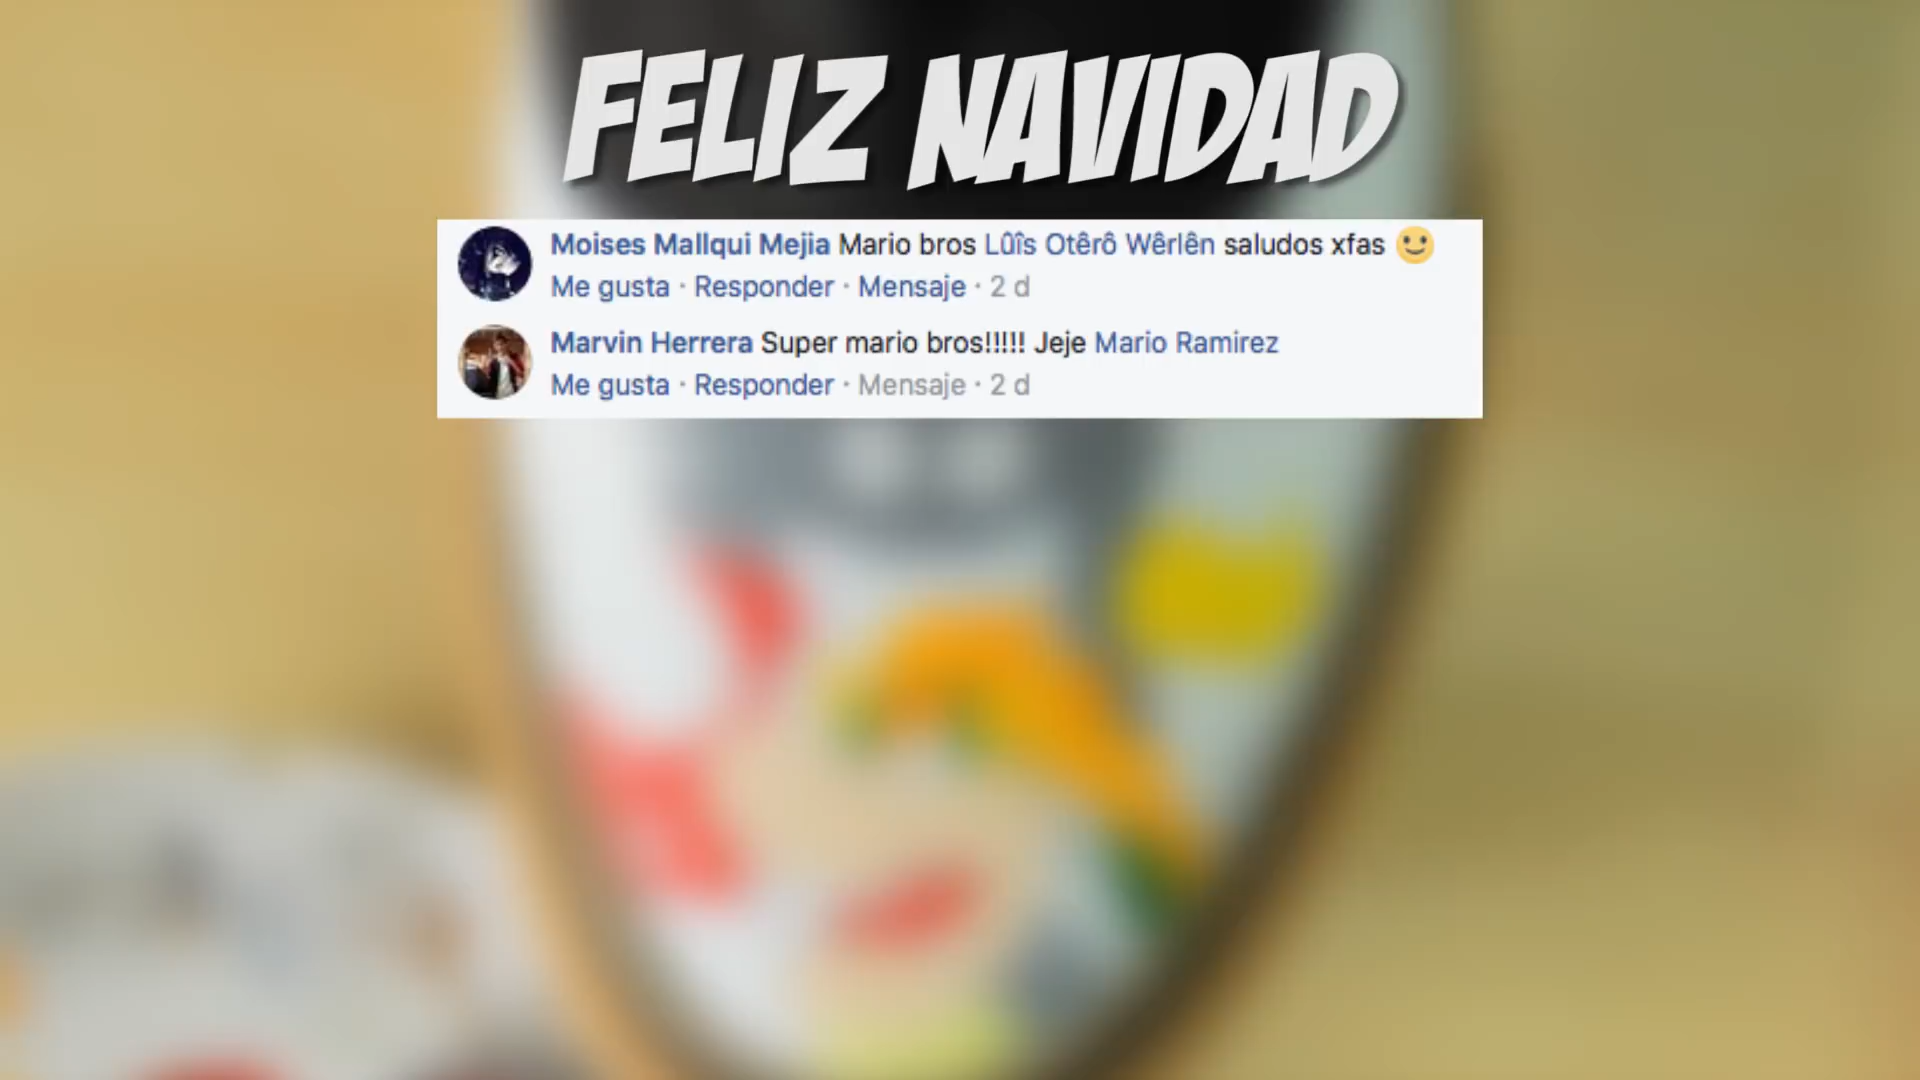 FELIZ NAVIDAD
Moises Mallqui Mejia Mario bros Lûîs Otêrô Wêrlên saludos xfas 🙂
Me gusta · Responder · Mensaje · 2 d
Marvin Herrera Super mario bros!!!!! Jeje Mario Ramirez
Me gusta · Responder · Mensaje · 2 d